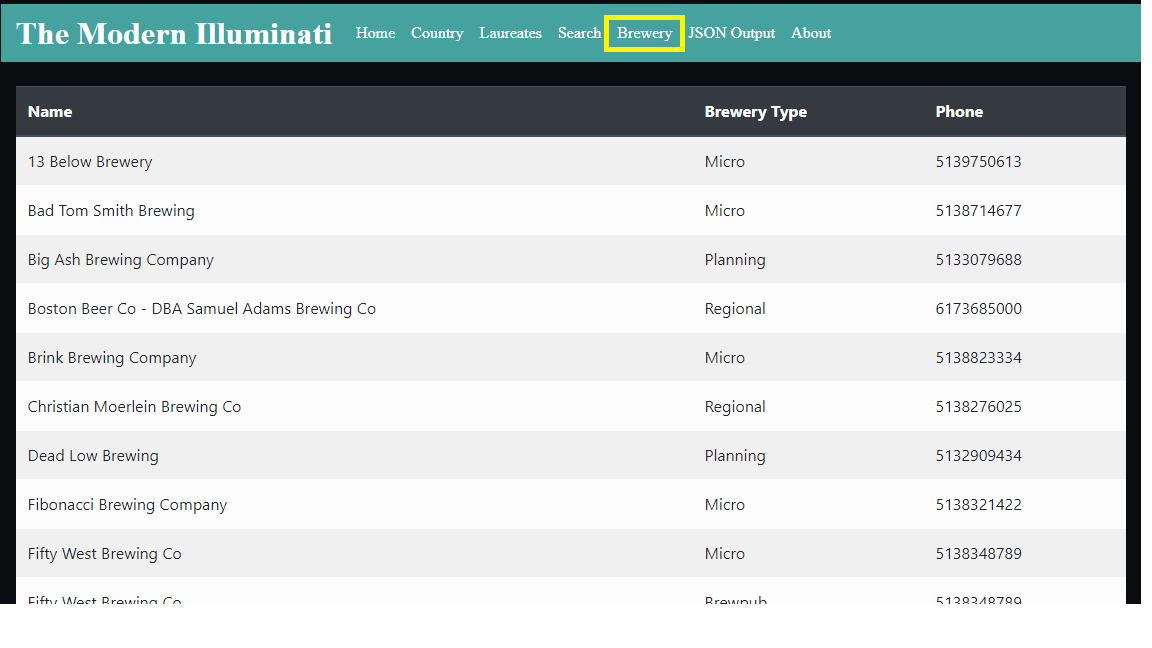 The Modern Illuminati Home Country Laureates Search Brewery JSON Output About
Name Brewery Type Phone
13 Below Brewery Micro 5139750613
Bad Tom Smith Brewing Micro 5138714677
Big Ash Brewing Company Planning 5133079688
Boston Beer Co - DBA Samuel Adams Brewing Co Regional 6173685000
Brink Brewing Company Micro 5138823334
Christian Moerlein Brewing Co Regional 5138276025
Dead Low Brewing Planning 5132909434
Fibonacci Brewing Company Micro 5138321422
Fifty West Brewing Co Micro 5138348789
Fifty West Brewing Co Brewpub 5138348789